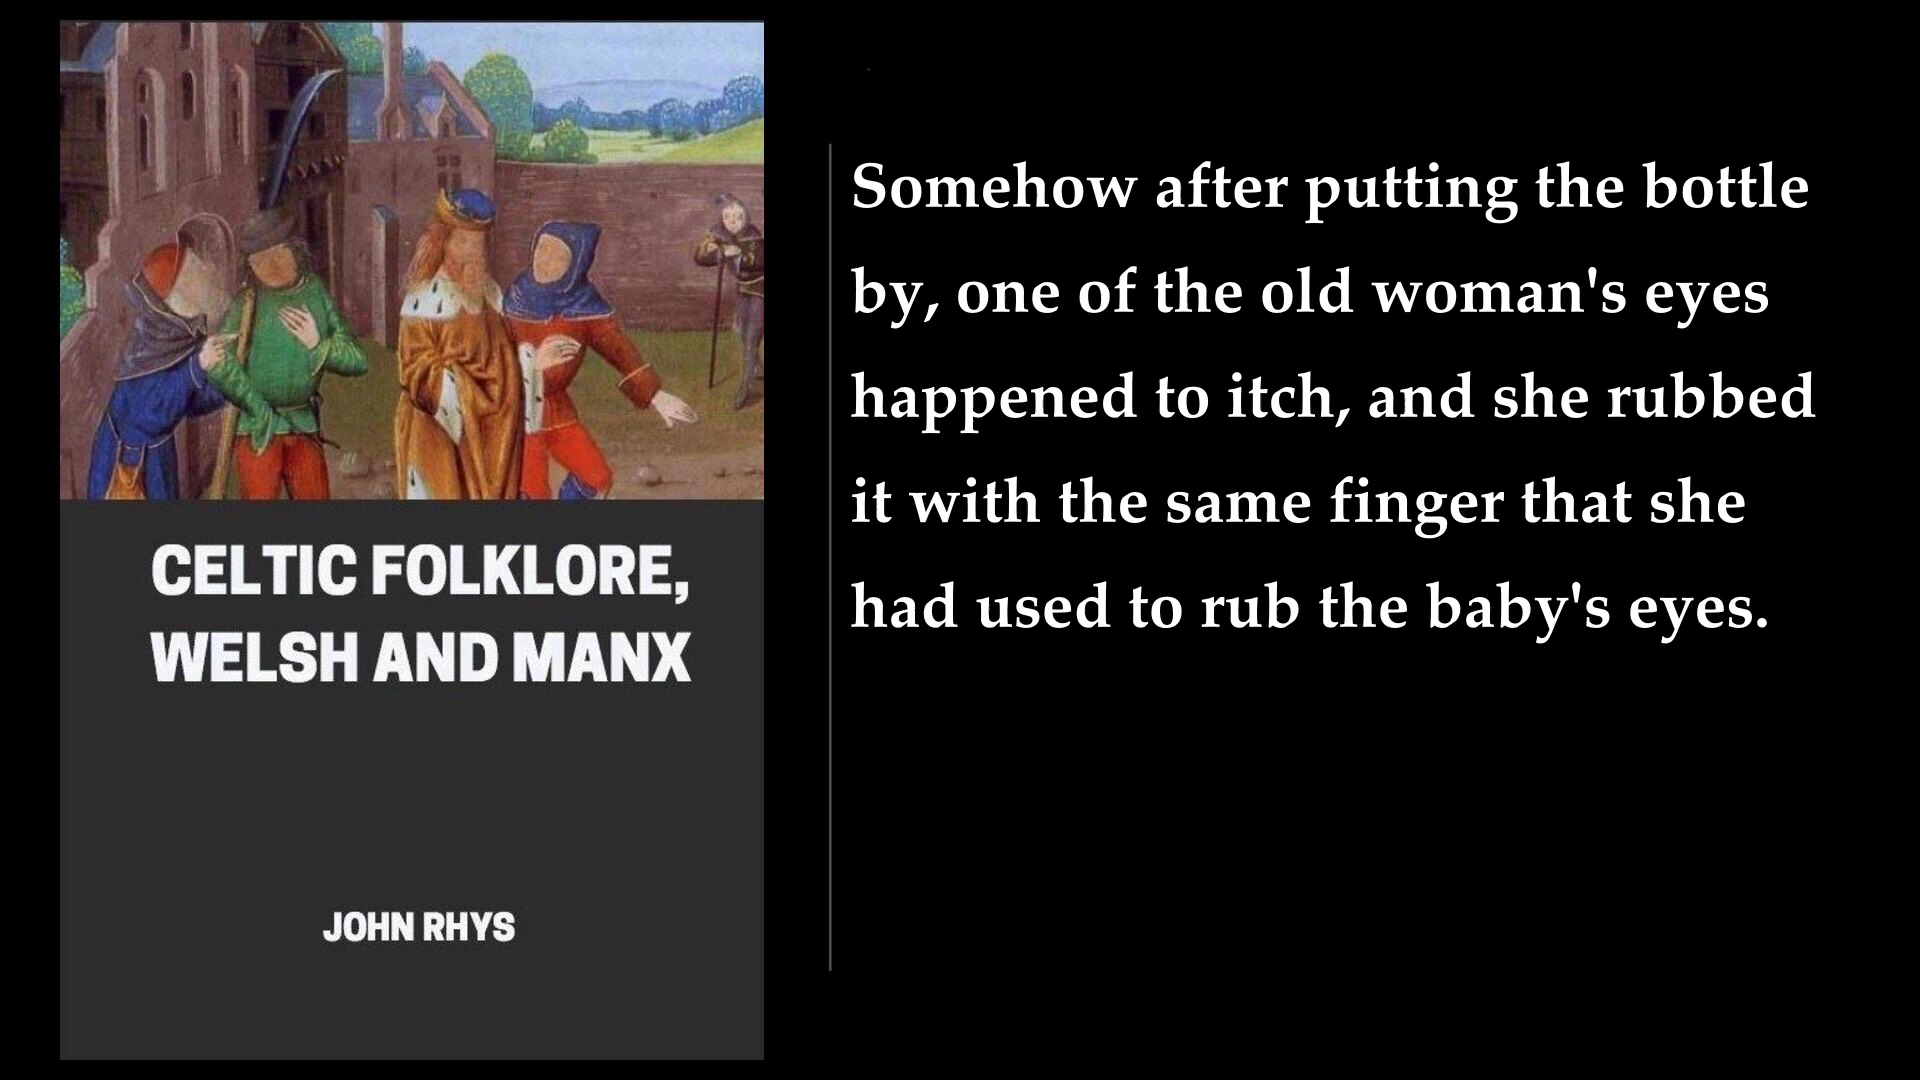 CELTIC FOLKLORE,
WELSH AND MANX
JOHN RHYS
Somehow after putting the bottle
by, one of the old woman's eyes
happened to itch, and she rubbed
it with the same finger that she
had used to rub the baby's eyes.